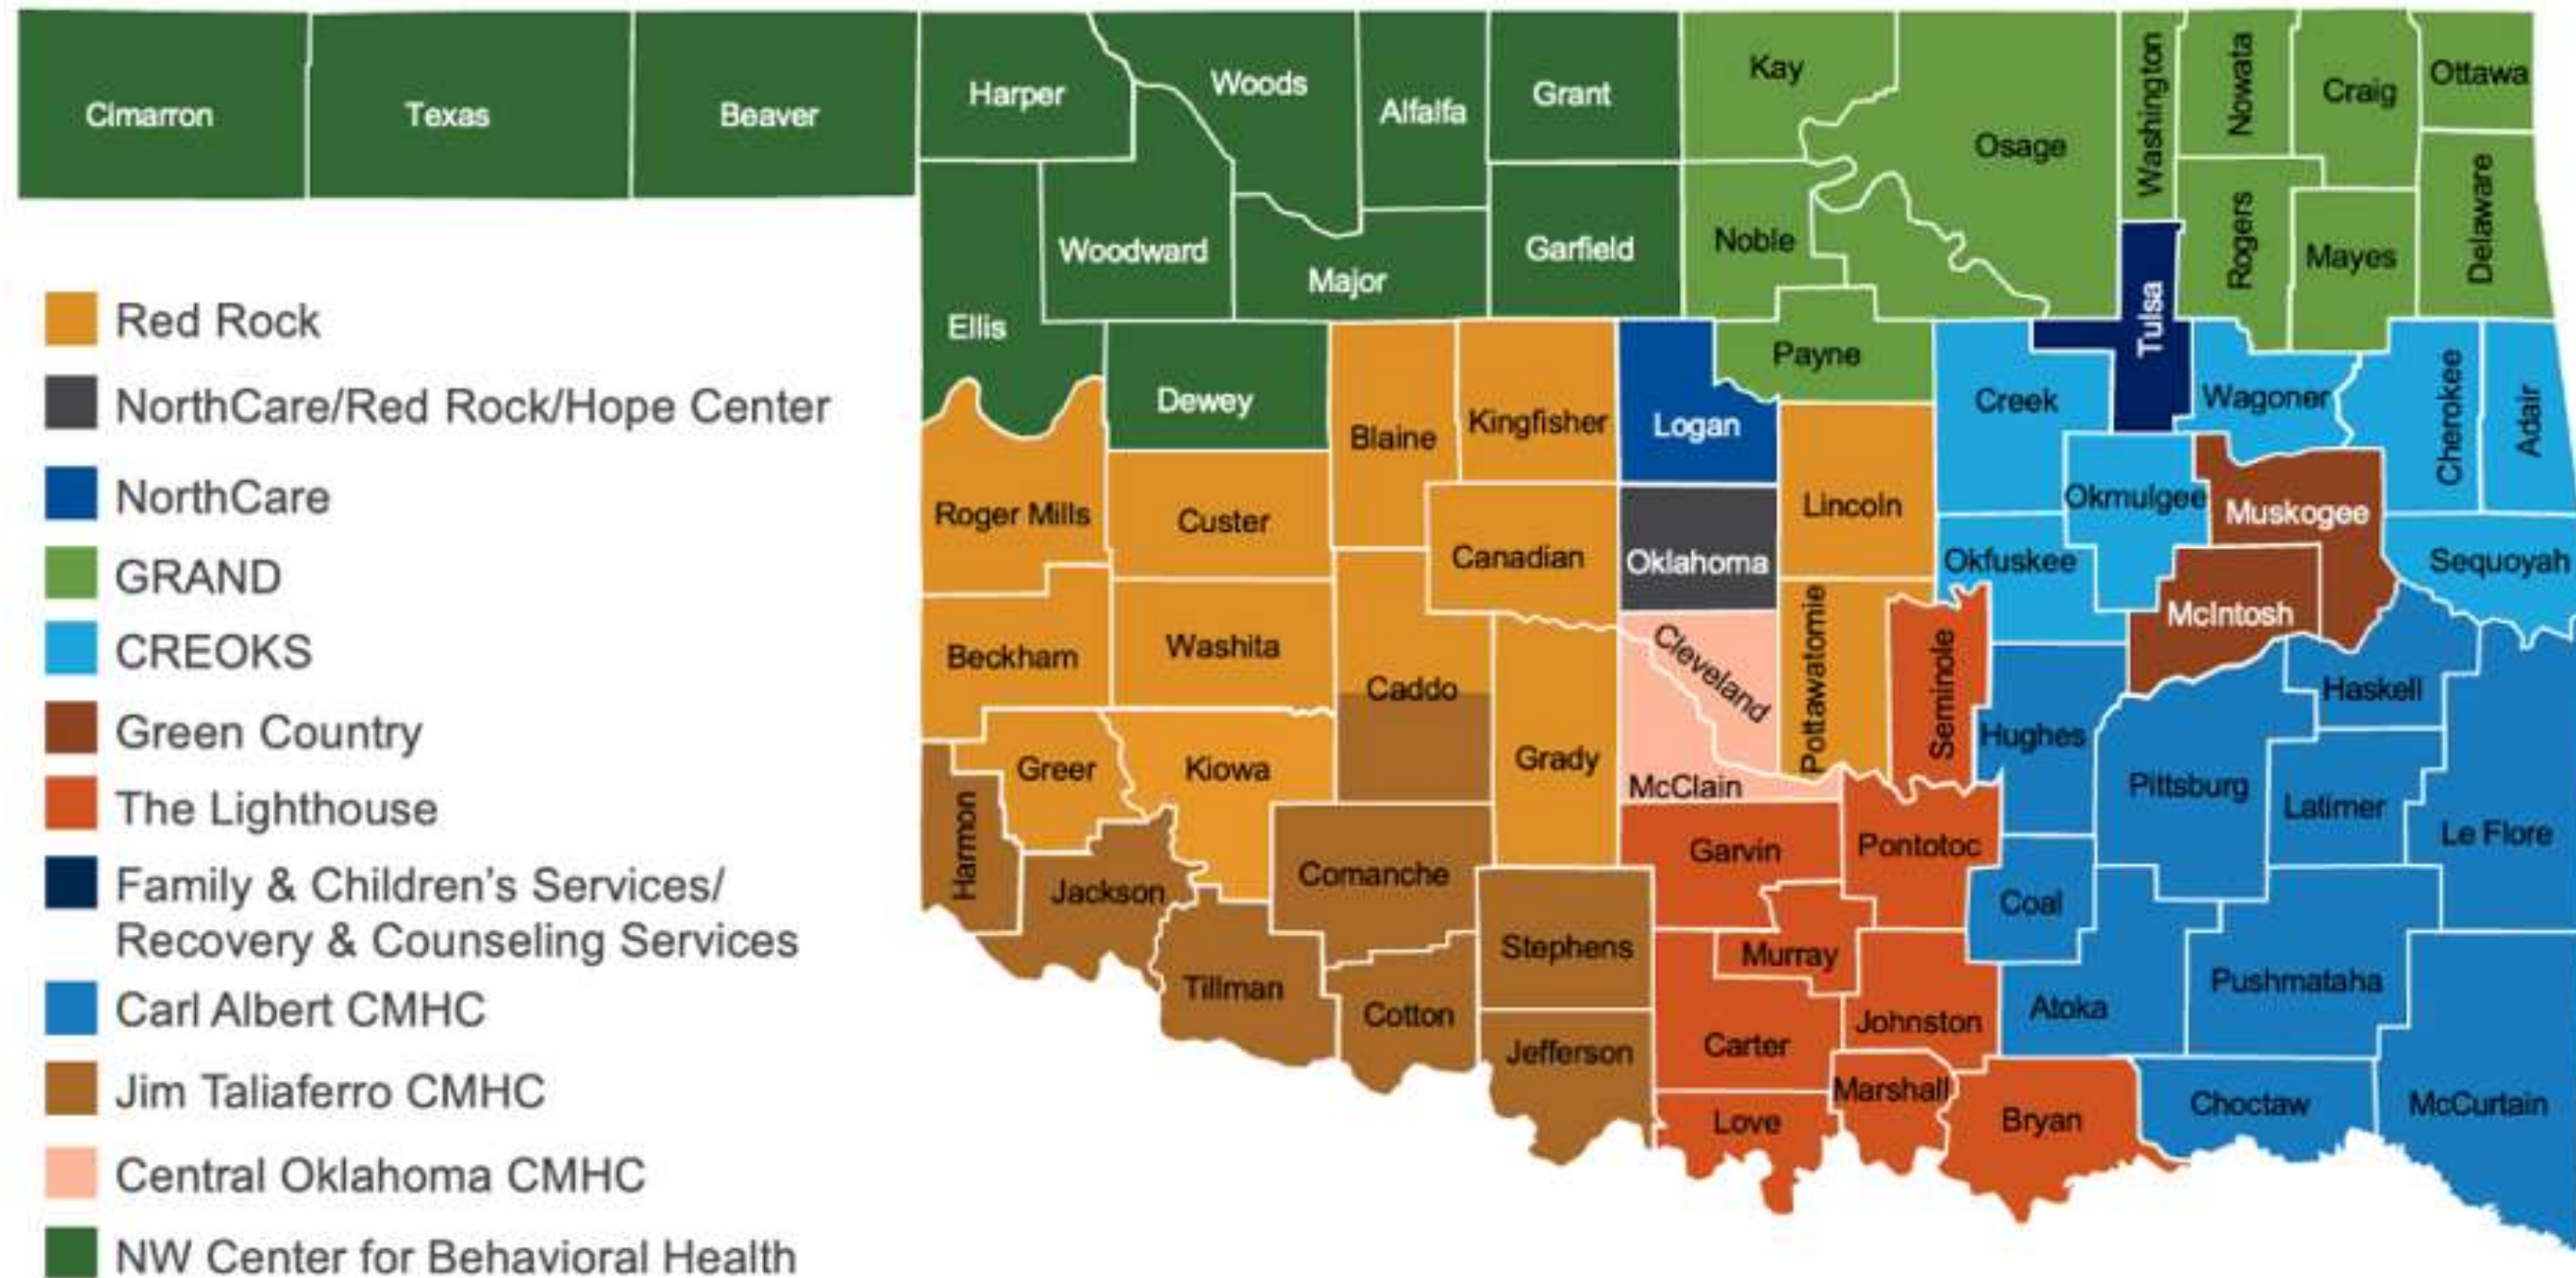 Cimarron
Texas
Beaver
Harper
Woods
Alfalfa
Grant
Kay
Osage
Washington
Nowata
Craig
Ottawa
Ellis
Woodward
Major
Garfield
Noble
Rogers
Mayes
Delaware
Tulsa
Dewey
Blaine
Kingfisher
Logan
Payne
Creek
Wagoner
Cherokee
Adair
Roger Mills
Custer
Canadian
Oklahoma
Lincoln
Okmulgee
Muskogee
Okfuskee
McIntosh
Sequoyah
Beckham
Washita
Caddo
Grady
Cleveland
McClain
Pottawatomie
Seminole
Hughes
Haskell
Pittsburg
Latimer
Le Flore
Harmon
Greer
Kiowa
Jackson
Comanche
Garvin
Pontotoc
Coal
Tillman
Cotton
Stephens
Murray
Johnston
Atoka
Pushmataha
Jefferson
Carter
Love
Marshall
Bryan
Choctaw
McCurtain
Red Rock
NorthCare/Red Rock/Hope Center
NorthCare
GRAND
CREOKS
Green Country
The Lighthouse
Family & Children's Services/
Recovery & Counseling Services
Carl Albert CMHC
Jim Taliaferro CMHC
Central Oklahoma CMHC
NW Center for Behavioral Health